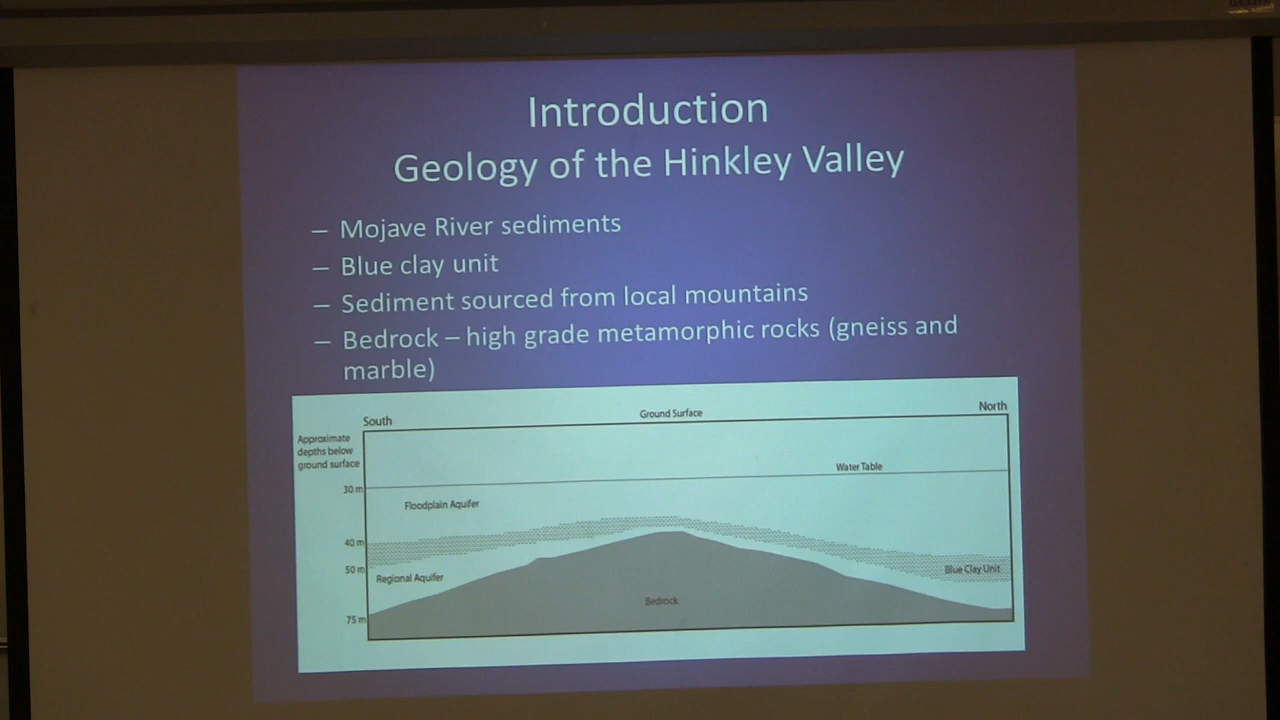 Introduction
Geology of the Hinkley Valley
– Mojave River sediments
– Blue clay unit
– Sediment sourced from local mountains
– Bedrock – high grade metamorphic rocks (gneiss and
marble)
South
Ground Surface
North
Approximate
depths below
ground surface
Water Table
30 m
Floodplain Aquifer
40 m
50 m
Regional Aquifer
Blue Clay Unit
Bedrock
75 m